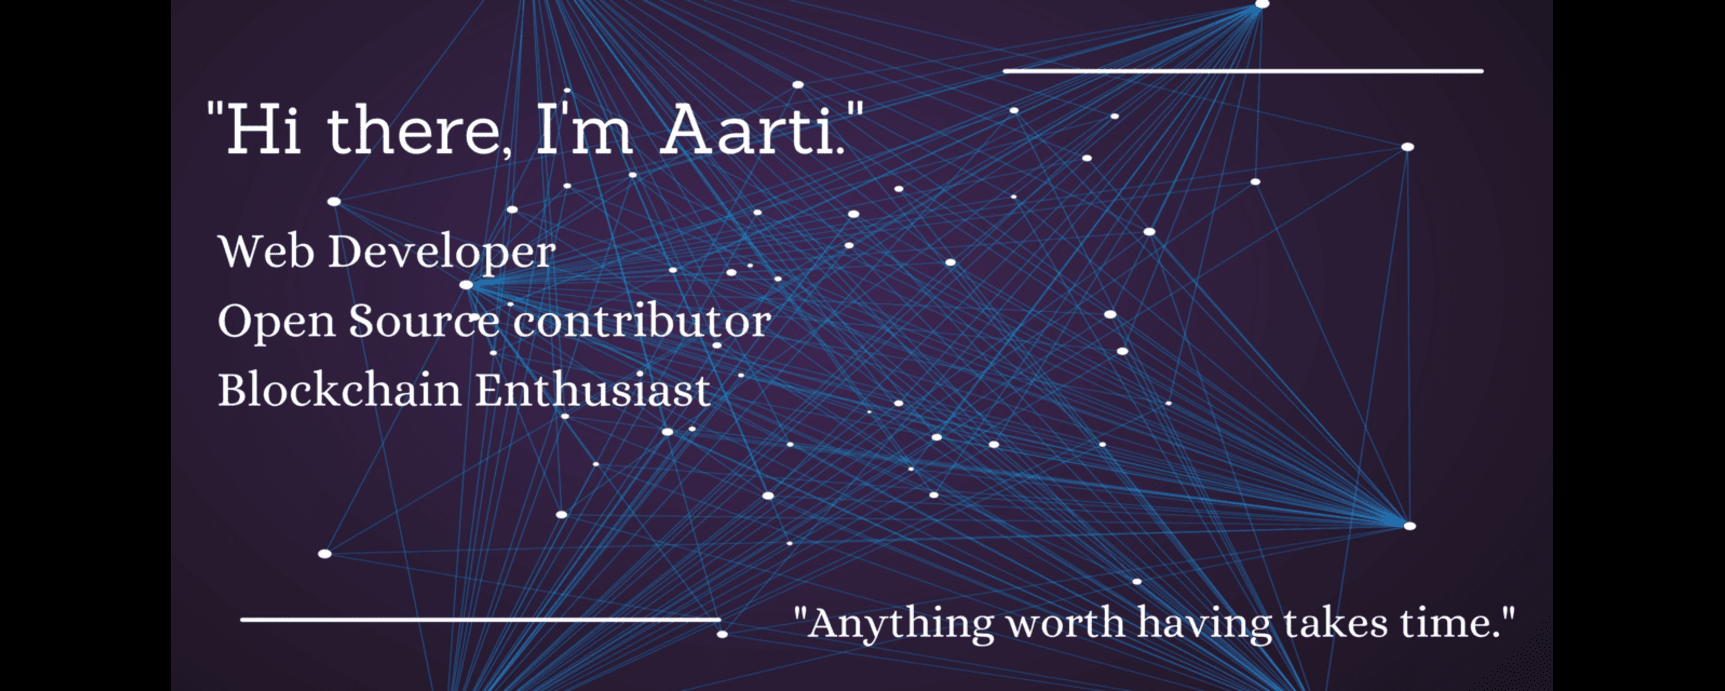 "Hi there, I'm Aarti."
Web Developer
Open Source contributor
Blockchain Enthusiast
"Anything worth having takes time."